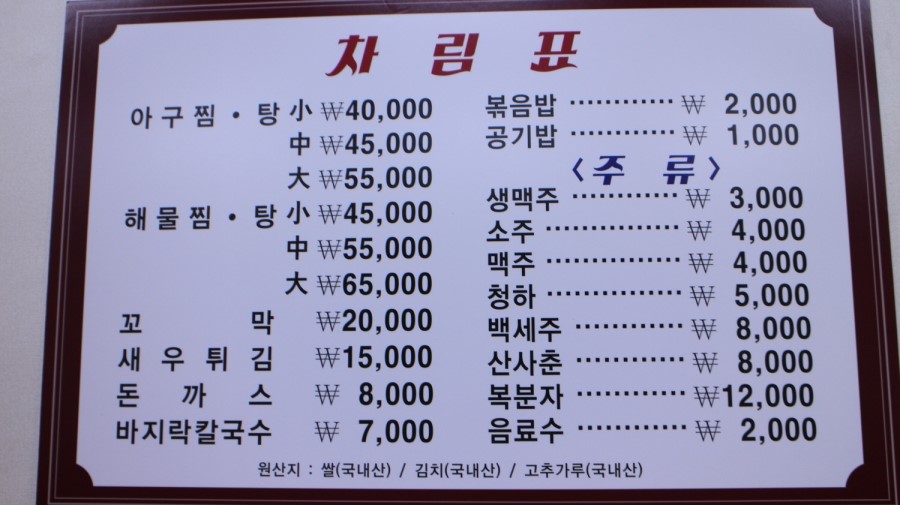 차림표
아구찜·탕 小 ₩40,000
中 ₩45,000
大 ₩55,000
해물찜·탕 小 ₩45,000
中 ₩55,000
大 ₩65,000
꼬막 ₩20,000
새우튀김 ₩15,000
돈까스 ₩ 8,000
바지락칼국수 ₩ 7,000
볶음밥 ············ ₩ 2,000
공기밥 ············ ₩ 1,000
<주류>
생맥주 ············ ₩ 3,000
소주 ··············· ₩ 4,000
맥주 ··············· ₩ 4,000
청하 ··············· ₩ 5,000
백세주 ············ ₩ 8,000
산사춘 ············ ₩ 8,000
복분자 ············ ₩12,000
음료수 ············ ₩ 2,000
원산지 : 쌀(국내산) / 김치(국내산) / 고추가루(국내산)